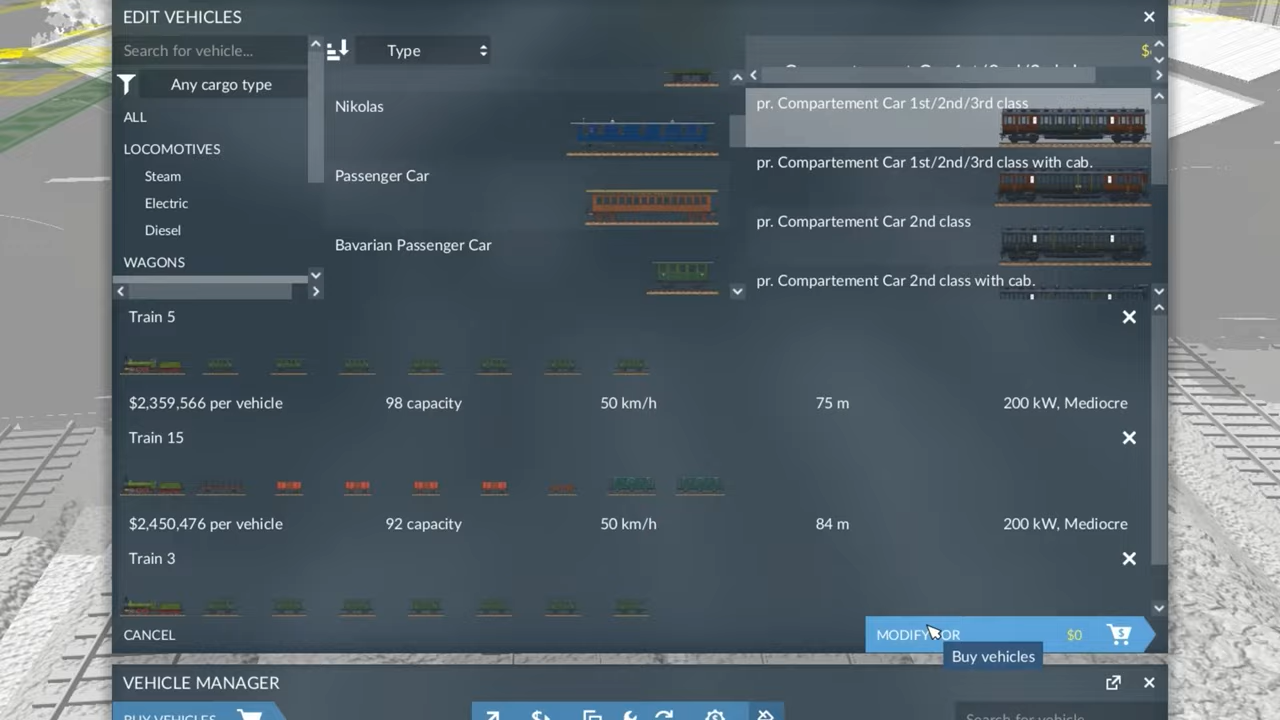 EDIT VEHICLES
Search for vehicle...
Type
$
Any cargo type
ALL
LOCOMOTIVES
Steam
Electric
Diesel
WAGONS
Nikolas
Passenger Car
Bavarian Passenger Car
pr. Compartement Car 1st/2nd/3rd class
pr. Compartement Car 1st/2nd/3rd class with cab.
pr. Compartement Car 2nd class
pr. Compartement Car 2nd class with cab.
Train 5
$2,359,566 per vehicle 98 capacity 50 km/h 75 m 200 kW, Mediocre
Train 15
$2,450,476 per vehicle 92 capacity 50 km/h 84 m 200 kW, Mediocre
Train 3
CANCEL
MODIFY FOR $0
Buy vehicles
VEHICLE MANAGER
BUY VEHICLES
Search for vehicle...